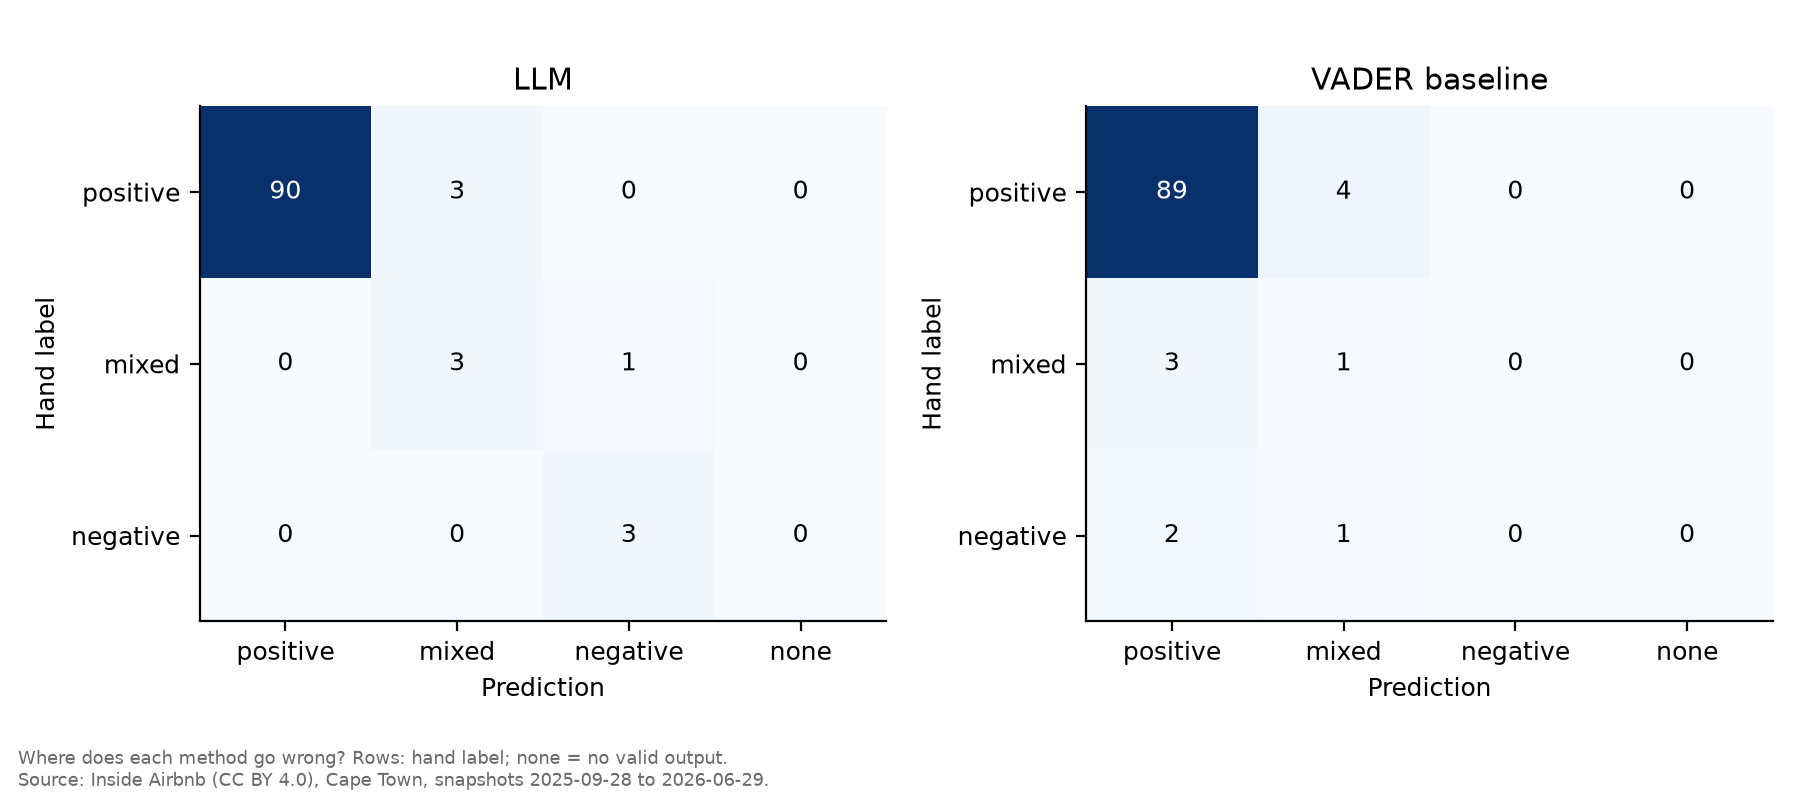 LLM
positive 90 3 0 0
mixed 0 3 1 0
negative 0 0 3 0
positive mixed negative none
Prediction
Hand label
VADER baseline
positive 89 4 0 0
mixed 3 1 0 0
negative 2 1 0 0
positive mixed negative none
Prediction
Hand label
Where does each method go wrong? Rows: hand label; none = no valid output.
Source: Inside Airbnb (CC BY 4.0), Cape Town, snapshots 2025-09-28 to 2026-06-29.